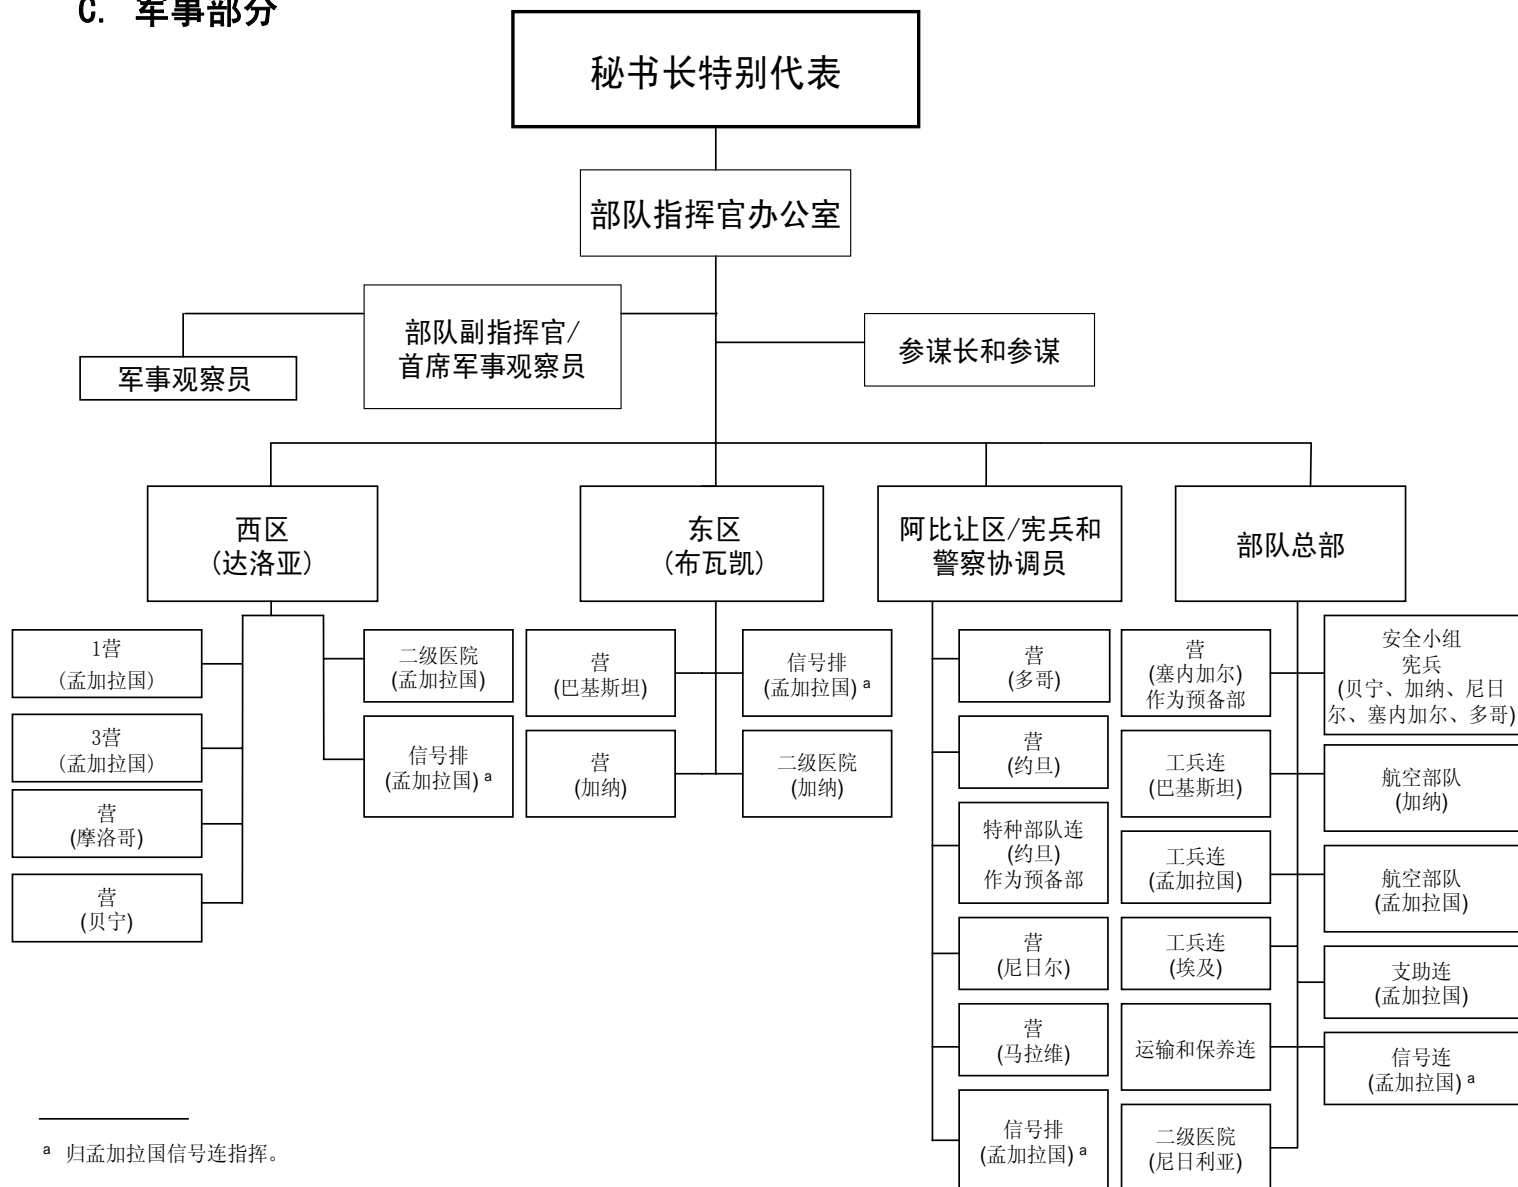 C. 军事部分
秘书长特别代表
部队指挥官办公室
部队副指挥官/
首席军事观察员
军事观察员
参谋长和参谋
西区
(达洛亚)
东区
(布瓦凯)
阿比让区/宪兵和
警察协调员
部队总部
1营
(孟加拉国)
3营
(孟加拉国)
营
(摩洛哥)
营
(贝宁)
二级医院
(孟加拉国)
信号排
(孟加拉国) a
营
(巴基斯坦)
营
(加纳)
信号排
(孟加拉国) a
二级医院
(加纳)
营
(多哥)
营
(约旦)
特种部队连
(约旦)
作为预备部
营
(尼日尔)
营
(马拉维)
信号排
(孟加拉国) a
营
(塞内加尔)
作为预备部
工兵连
(巴基斯坦)
工兵连
(孟加拉国)
工兵连
(埃及)
运输和保养连
二级医院
(尼日利亚)
安全小组
宪兵
(贝宁、加纳、尼日
尔、塞内加尔、多哥)
航空部队
(加纳)
航空部队
(孟加拉国)
支助连
(孟加拉国)
信号连
(孟加拉国) a
a 归孟加拉国信号连指挥。